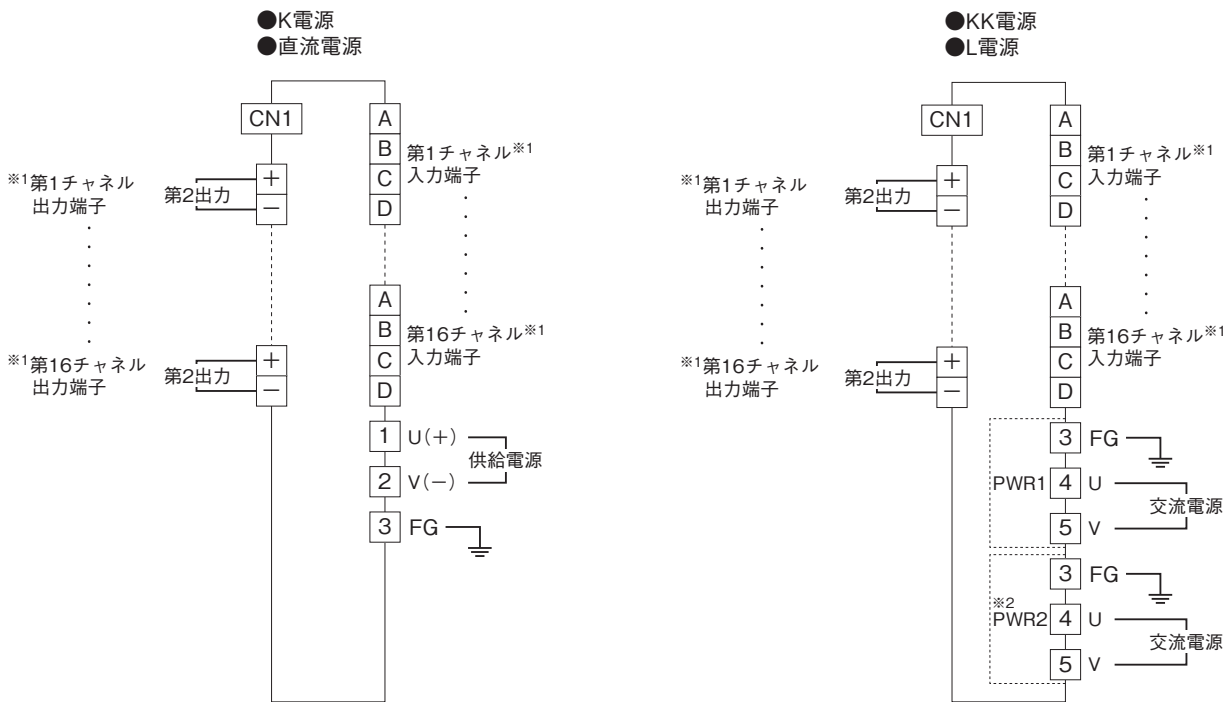 ●K電源
●直流電源
CN1
A
B
C
D
第1チャネル※1
入力端子
※1第1チャネル
出力端子
第2出力
+
−
A
B
C
D
第16チャネル※1
入力端子
※1第16チャネル
出力端子
第2出力
+
−
1 U(+)
2 V(−)
供給電源
3 FG
●KK電源
●L電源
CN1
A
B
C
D
第1チャネル※1
入力端子
※1第1チャネル
出力端子
第2出力
+
−
A
B
C
D
第16チャネル※1
入力端子
※1第16チャネル
出力端子
第2出力
+
−
PWR1
3 FG
4 U
5 V
交流電源
※2
PWR2
3 FG
4 U
5 V
交流電源